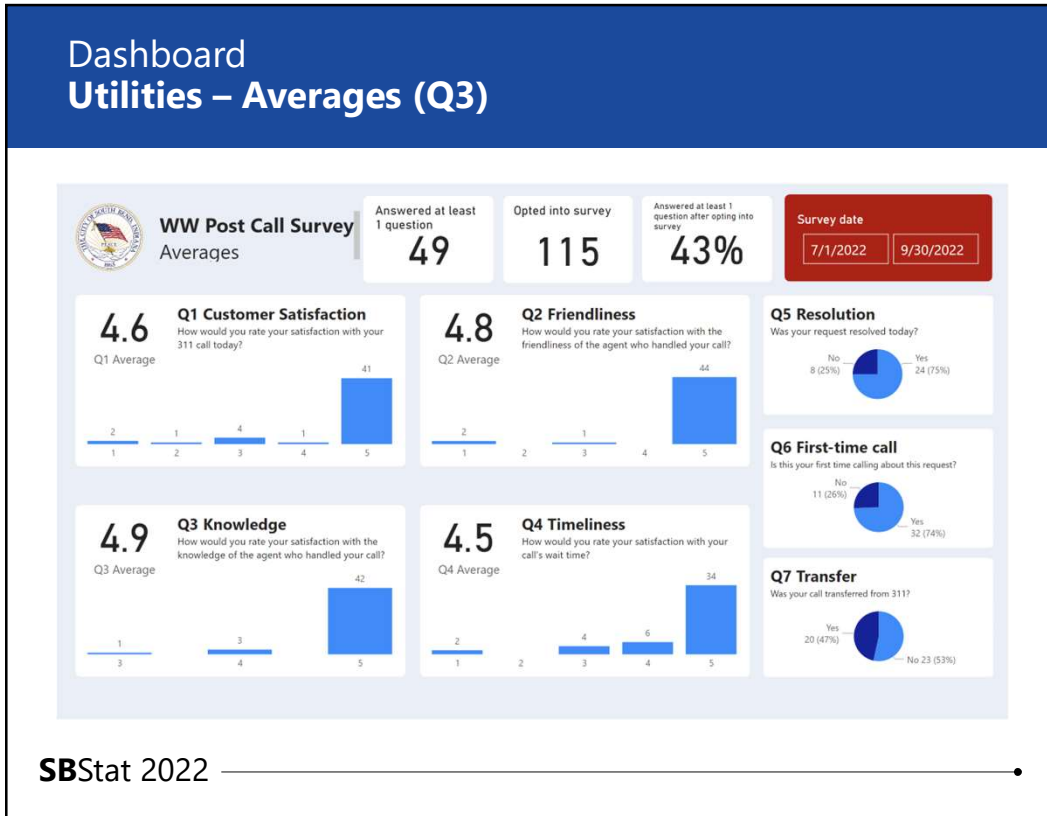 Dashboard
Utilities – Averages (Q3)
THE CITY OF SOUTH BEND, INDIANA
PEACE
1865
WW Post Call Survey
Averages
Answered at least
1 question
49
Opted into survey
115
Answered at least 1
question after opting into
survey
43%
Survey date
7/1/2022 9/30/2022
4.6
Q1 Average
Q1 Customer Satisfaction
How would you rate your satisfaction with your
311 call today?
2 1 4 1 41
1 2 3 4 5
4.8
Q2 Average
Q2 Friendliness
How would you rate your satisfaction with the
friendliness of the agent who handled your call?
2 1 44
1 2 3 4 5
Q5 Resolution
Was your request resolved today?
No
8 (25%)
Yes
24 (75%)
Q6 First-time call
Is this your first time calling about this request?
No
11 (26%)
Yes
32 (74%)
4.9
Q3 Average
Q3 Knowledge
How would you rate your satisfaction with the
knowledge of the agent who handled your call?
1 3 42
3 4 5
4.5
Q4 Average
Q4 Timeliness
How would you rate your satisfaction with your
call's wait time?
2 4 6 34
1 2 3 4 5
Q7 Transfer
Was your call transferred from 311?
Yes
20 (47%)
No 23 (53%)
SBStat 2022